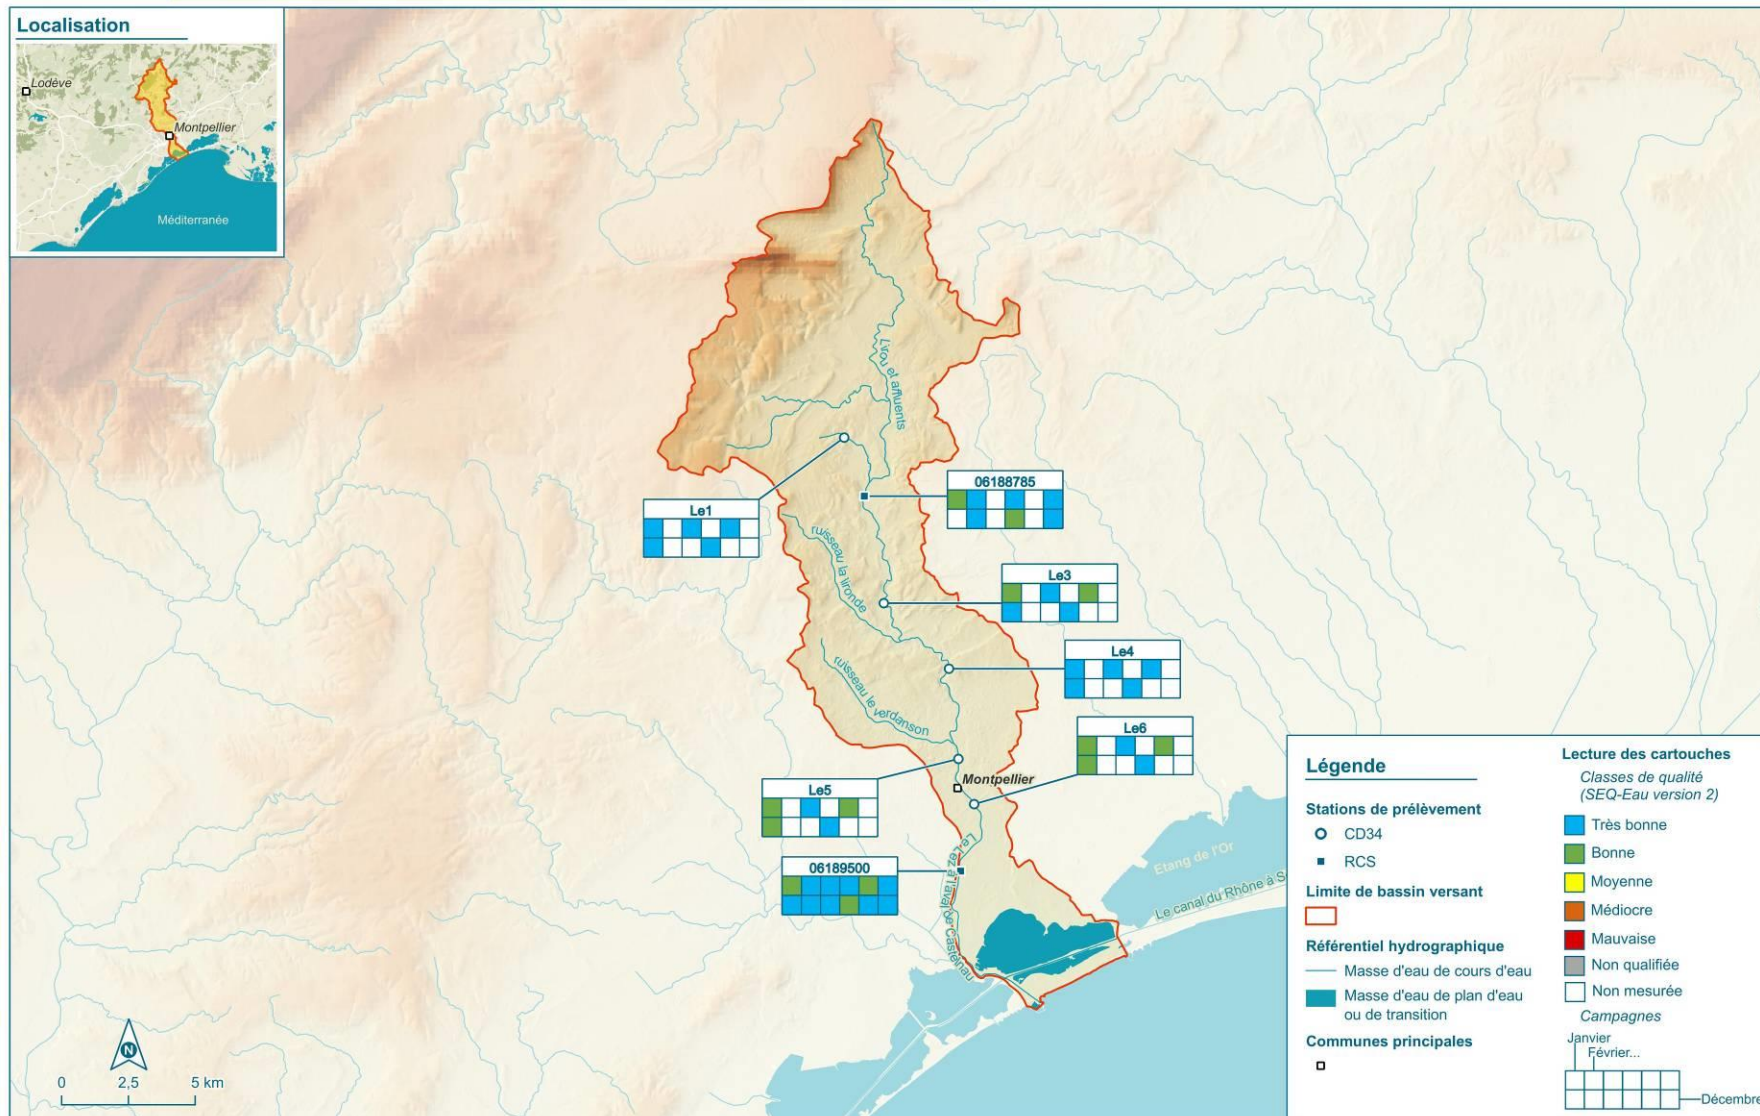 Localisation
Lodève
Montpellier
Méditerranée
Lirou et affluents
06188785
Le1
ruisseau la lironde
Le3
Le4
ruisseau le verdanson
Le6
Montpellier
Le5
06189500
Le Lez à l'aval de Castelnau
Etang de l'Or
Le canal du Rhône à S
N
0
2,5
5 km
Légende
Stations de prélèvement
CD34
RCS
Limite de bassin versant
Référentiel hydrographique
Masse d'eau de cours d'eau
Masse d'eau de plan d'eau
ou de transition
Communes principales
Lecture des cartouches
Classes de qualité
(SEQ-Eau version 2)
Très bonne
Bonne
Moyenne
Médiocre
Mauvaise
Non qualifiée
Non mesurée
Campagnes
Janvier
Février...
Décembre